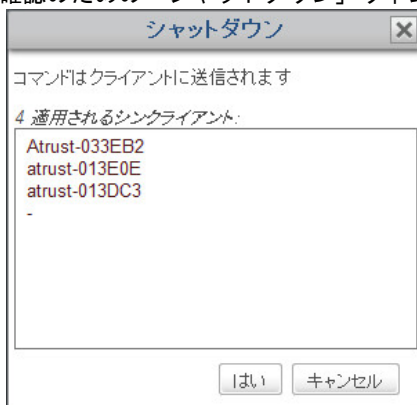 シャットダウン
コマンドはクライアントに送信されます
4 適用されるシンクライアント:
Atrust-033EB2
atrust-013E0E
atrust-013DC3
-
はい キャンセル